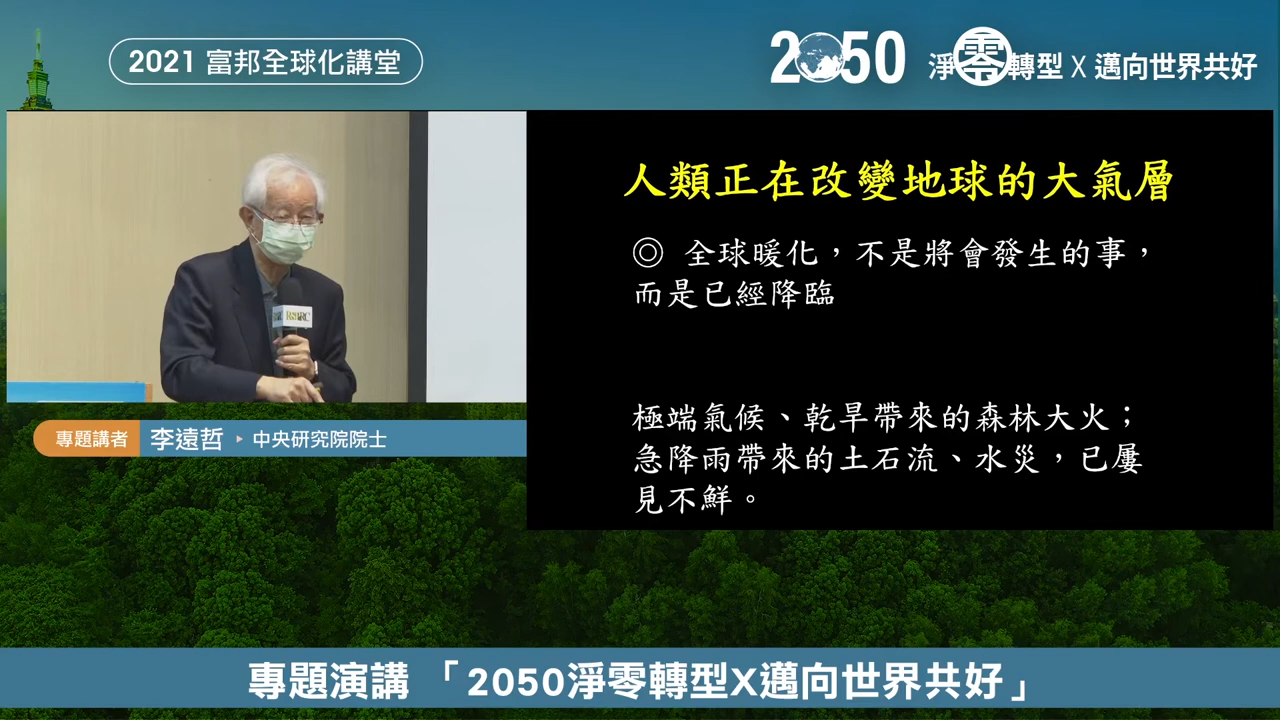 2021 富邦全球化講堂
2050 淨零轉型 X 邁向世界共好
人類正在改變地球的大氣層
◎ 全球暖化，不是將會發生的事，
而是已經降臨
極端氣候、乾旱帶來的森林大火；
急降雨帶來的土石流、水災，已屢
見不鮮。
RSPRC
專題講者 李遠哲 ▸ 中央研究院院士
專題演講 「2050淨零轉型X邁向世界共好」